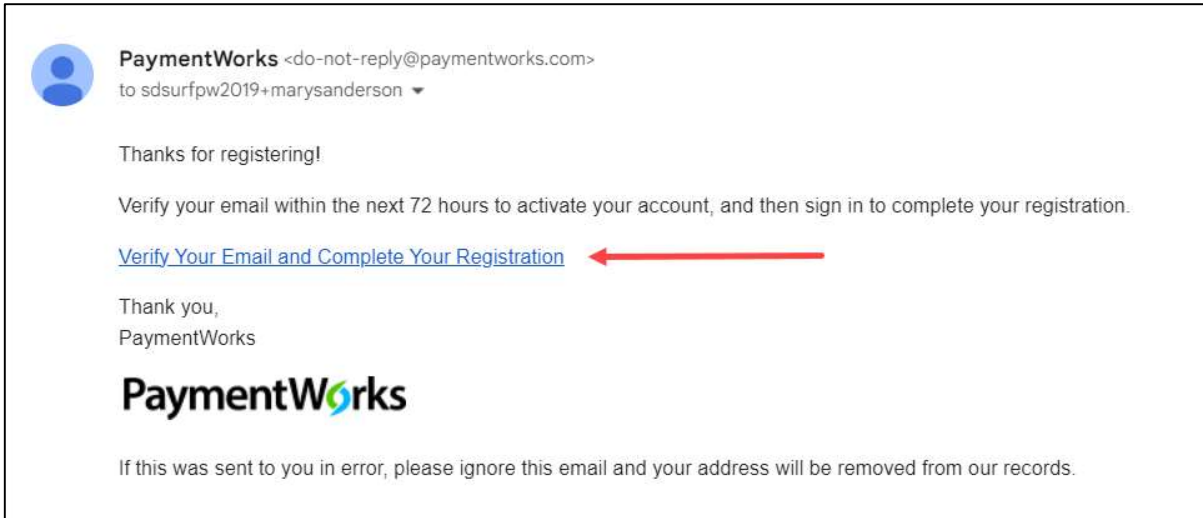 PaymentWorks <do-not-reply@paymentworks.com>
to sdsurfpw2019+marysanderson
Thanks for registering!
Verify your email within the next 72 hours to activate your account, and then sign in to complete your registration.
Verify Your Email and Complete Your Registration
Thank you,
PaymentWorks
PaymentWorks
If this was sent to you in error, please ignore this email and your address will be removed from our records.